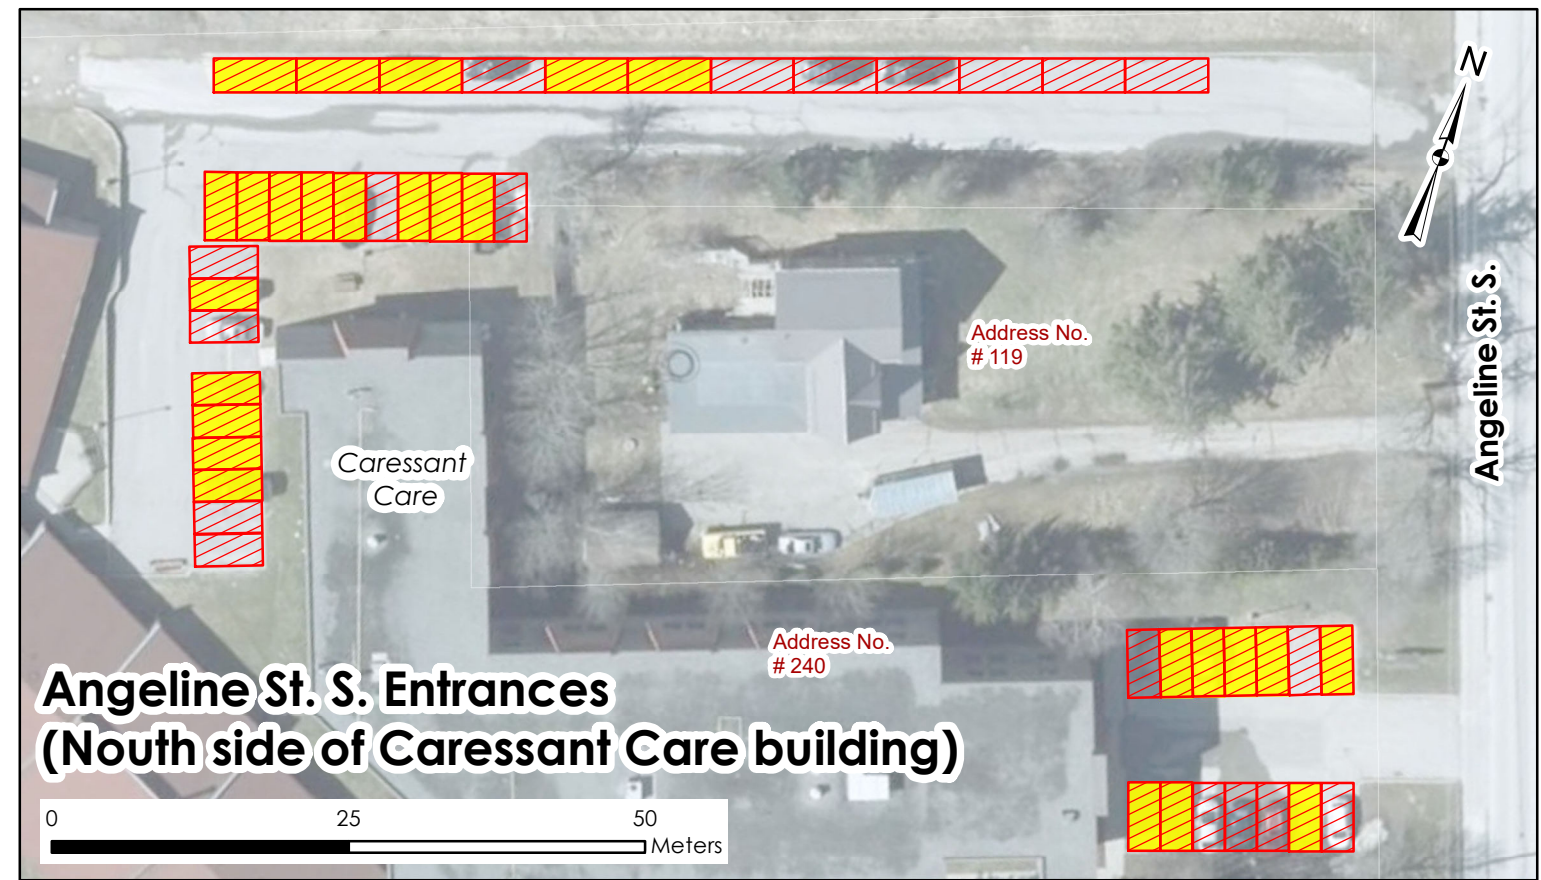 N
Angeline St. S.
Address No.
# 119
Caressant
Care
Address No.
# 240
Angeline St. S. Entrances
(Nouth side of Caressant Care building)
0 25 50
Meters